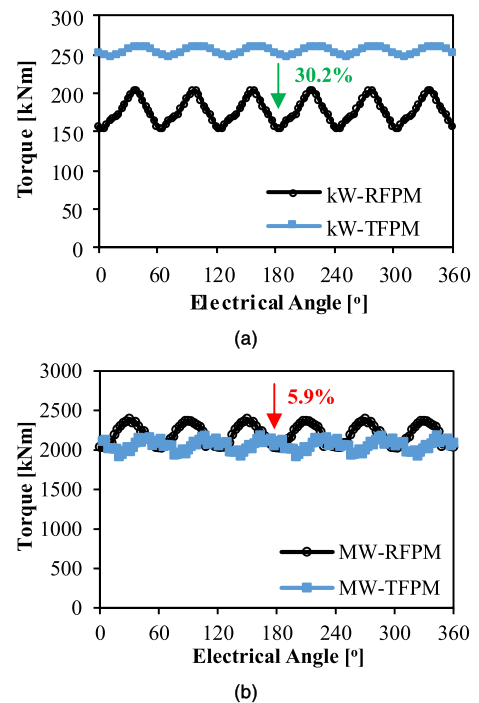 (a)
300
250
200
150
100
50
0
Torque [kNm]
30.2%
kW-RFPM
kW-TFPM
0 60 120 180 240 300 360
Electrical Angle [o]
(a)
3000
2500
2000
1500
1000
500
0
Torque [kNm]
5.9%
MW-RFPM
MW-TFPM
0 60 120 180 240 300 360
Electrical Angle [o]
(b)